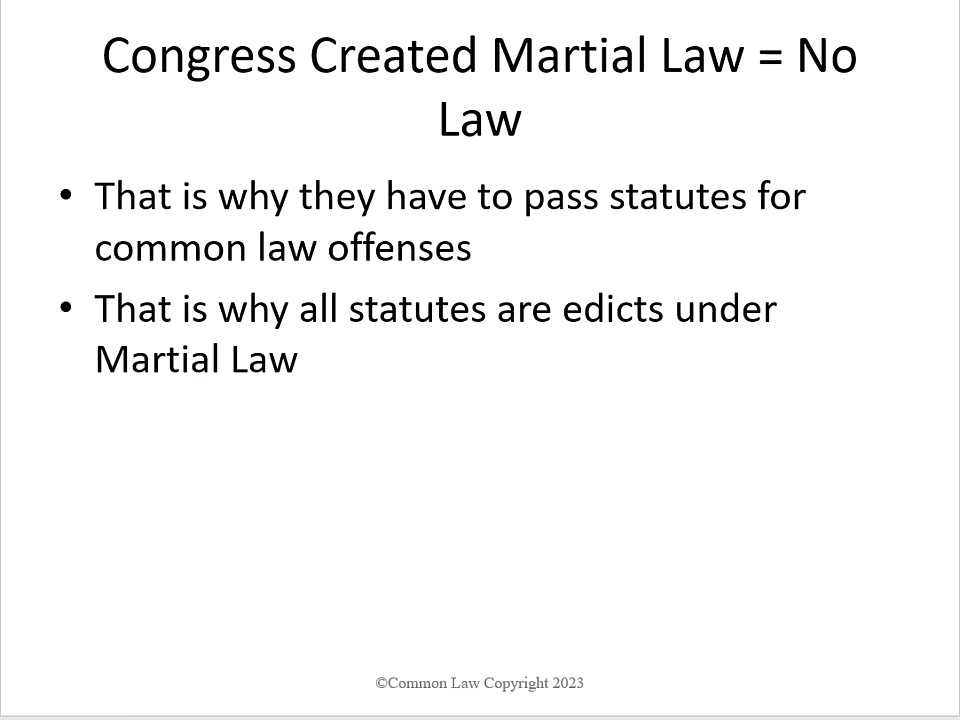 Congress Created Martial Law = No
Law
• That is why they have to pass statutes for
common law offenses
• That is why all statutes are edicts under
Martial Law
©Common Law Copyright 2023